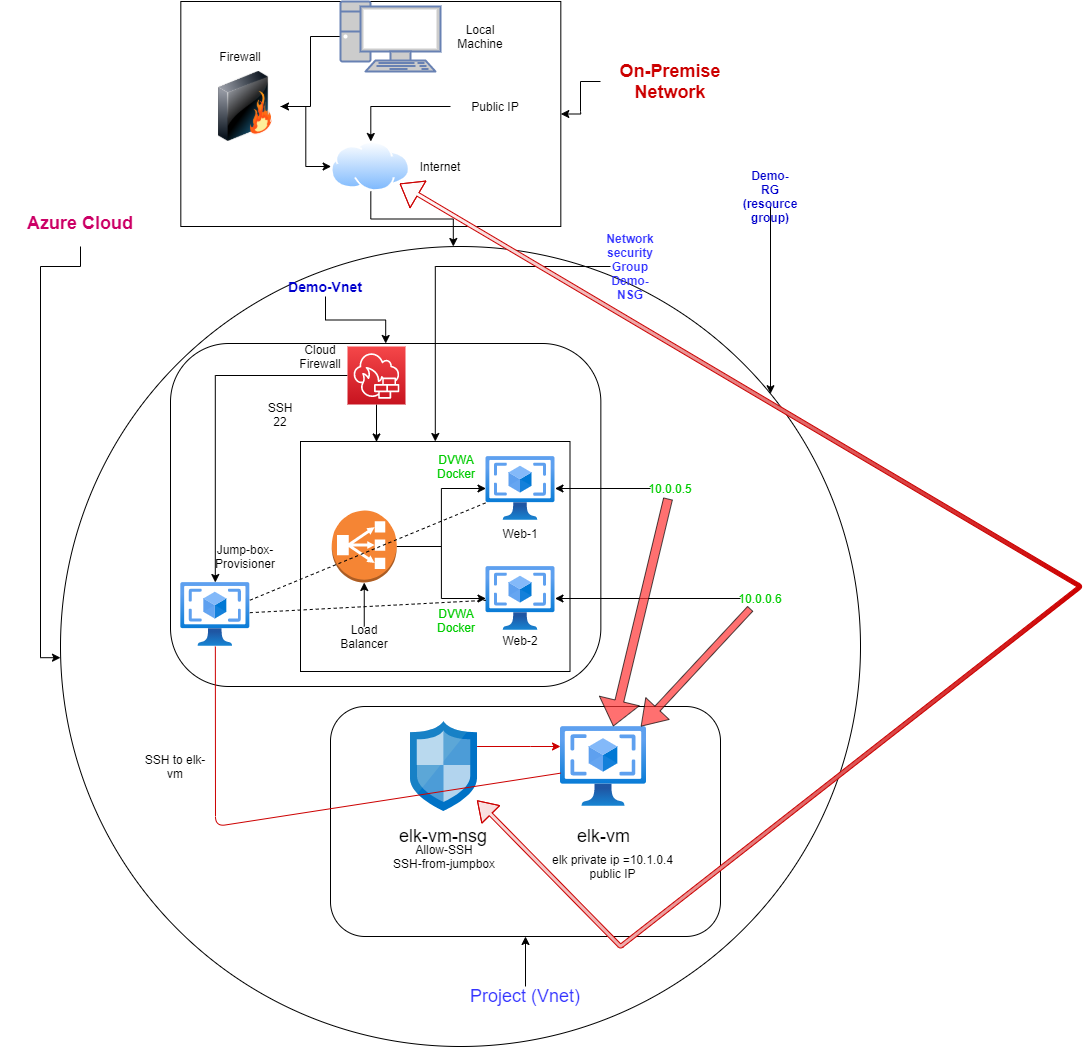 Local
Machine
Firewall
On-Premise
Network
Public IP
Internet
Demo-
RG
(resource
group)
Azure Cloud
Network
security
Group
Demo-
NSG
Demo-Vnet
Cloud
Firewall
SSH
22
DVWA
Docker
10.0.0.5
Web-1
Jump-box-
Provisioner
10.0.0.6
DVWA
Docker
Load
Balancer
Web-2
SSH to elk-
vm
elk-vm-nsg
Allow-SSH
SSH-from-jumpbox
elk-vm
elk private ip =10.1.0.4
public IP
Project (Vnet)